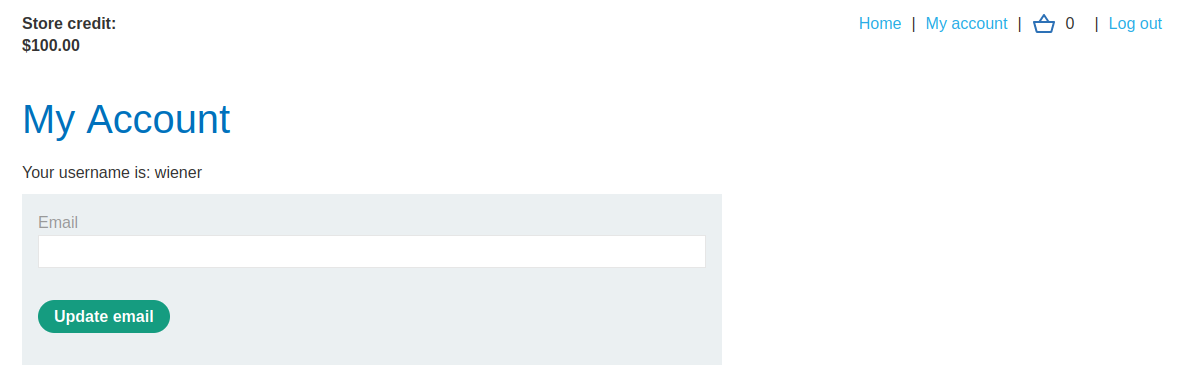 Store credit:
$100.00
Home | My account | 0 | Log out
My Account
Your username is: wiener
Email
Update email